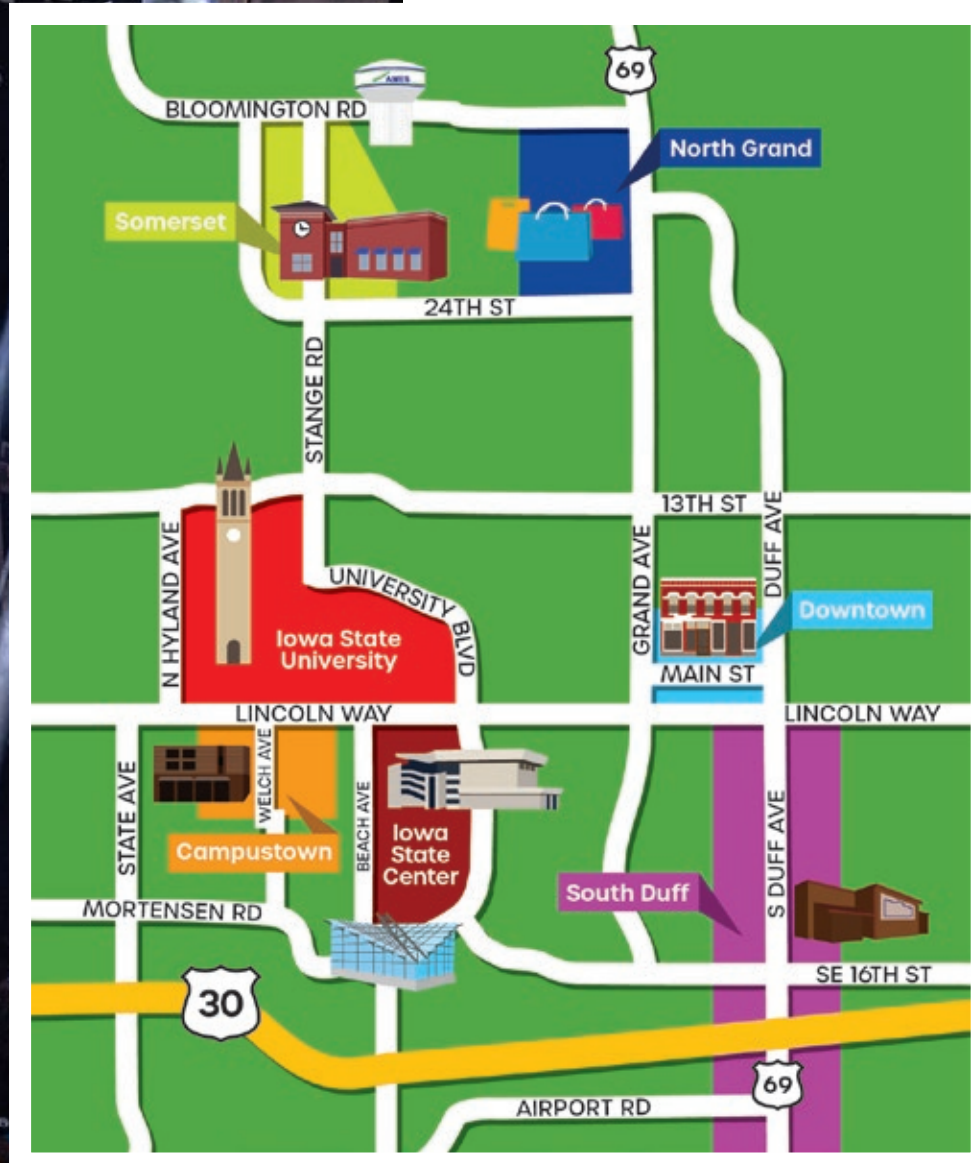 69
AMES
BLOOMINGTON RD
North Grand
Somerset
24TH ST
STANGE RD
13TH ST
N HYLAND AVE
UNIVERSITY BLVD
GRAND AVE
DUFF AVE
Downtown
Iowa State
University
MAIN ST
LINCOLN WAY
LINCOLN WAY
STATE AVE
WELCH AVE
BEACH AVE
S DUFF AVE
Campustown
Iowa
State
Center
South Duff
MORTENSEN RD
SE 16TH ST
30
69
AIRPORT RD